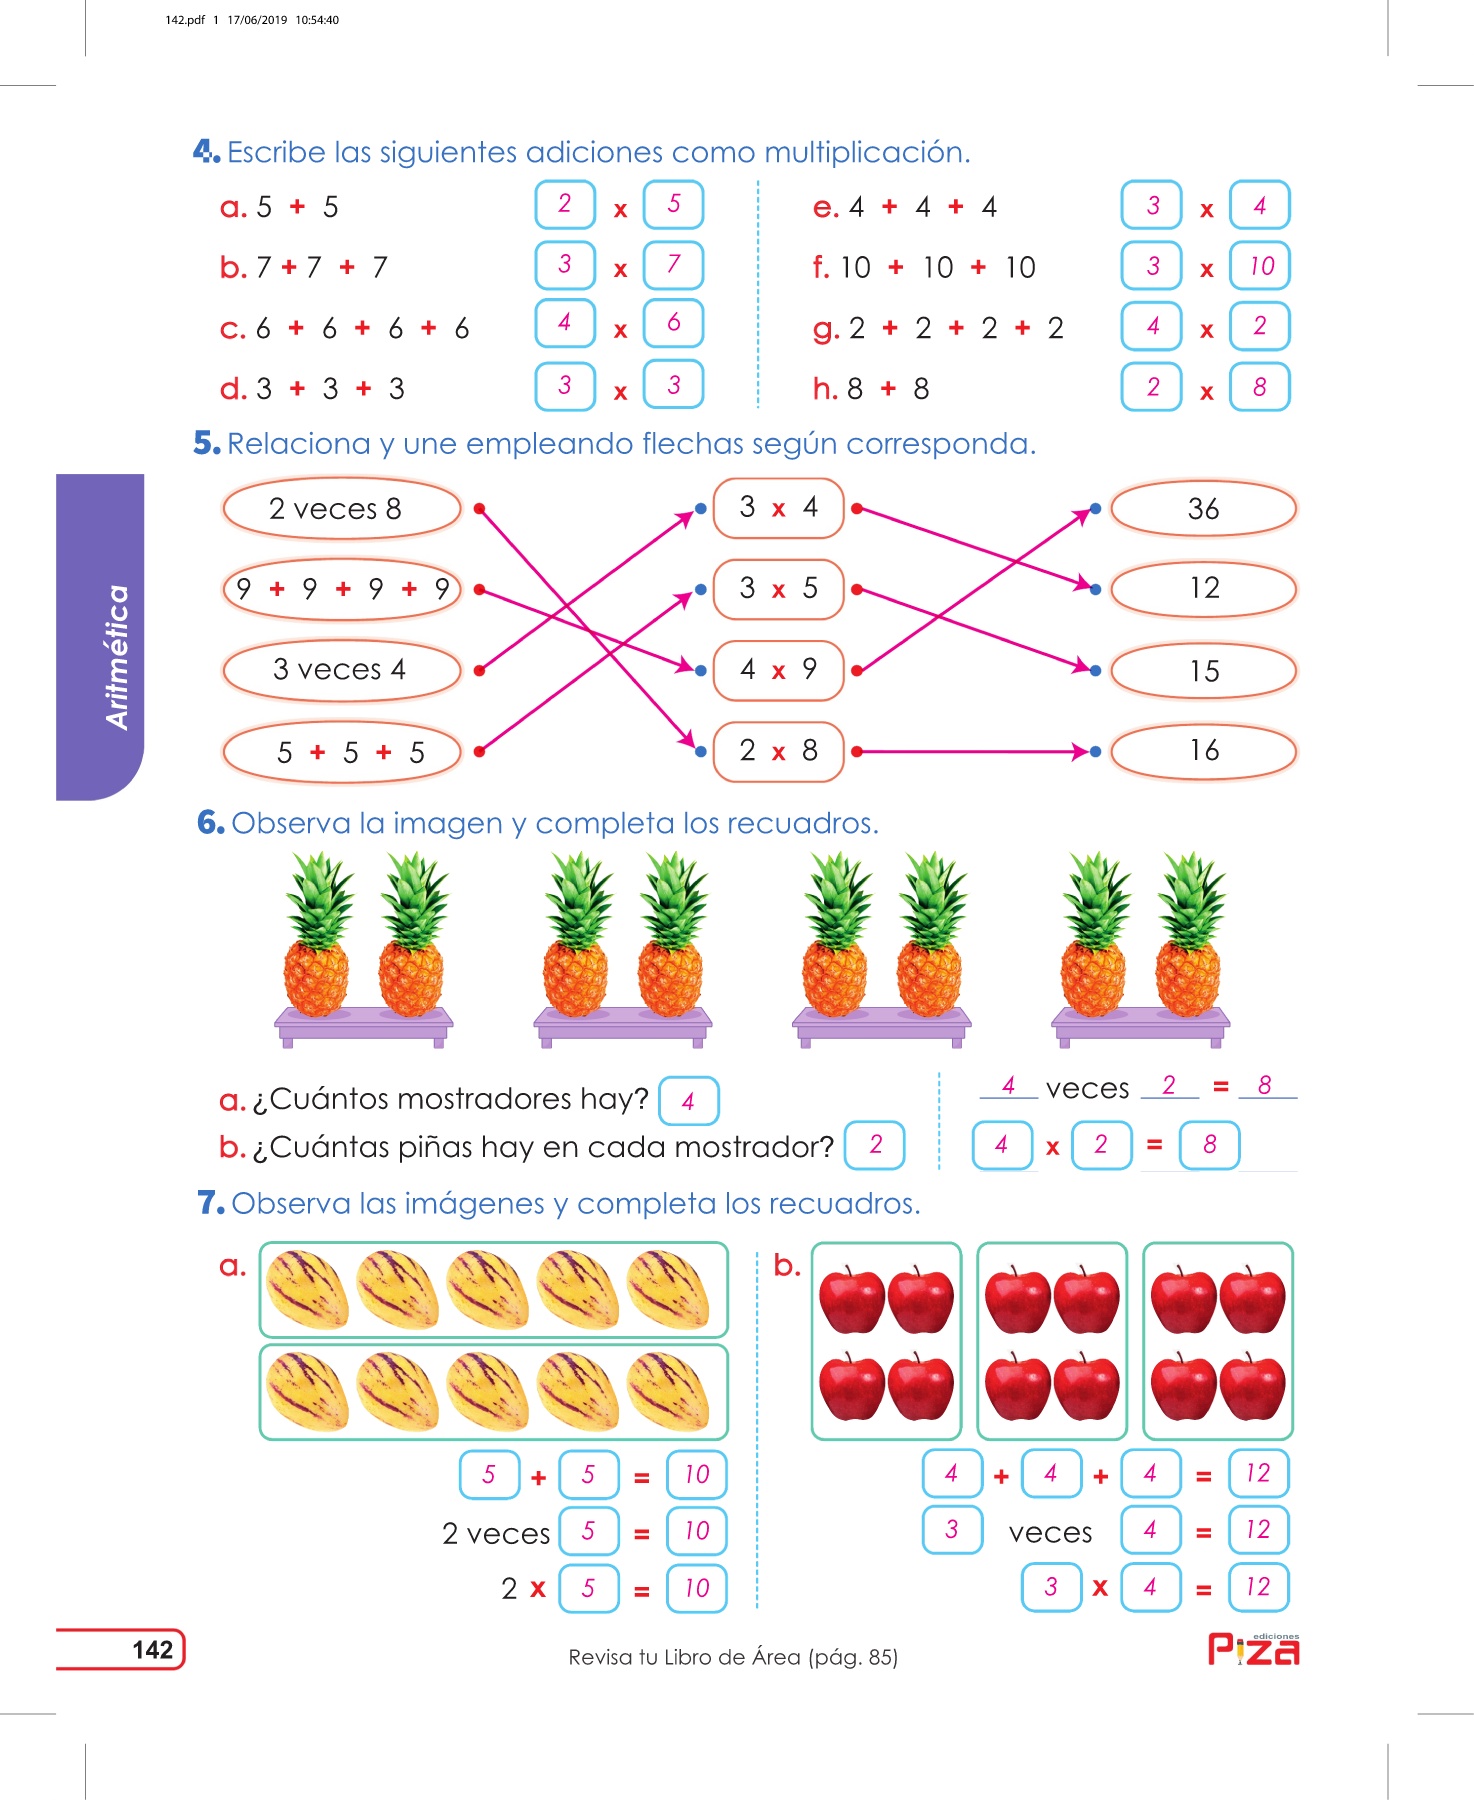 142.pdf 1 17/06/2019 10:54:40
4. Escribe las siguientes adiciones como multiplicación.
a. 5 + 5 2 x 5
b. 7 + 7 + 7 3 x 7
c. 6 + 6 + 6 + 6 4 x 6
d. 3 + 3 + 3 3 x 3
e. 4 + 4 + 4 3 x 4
f. 10 + 10 + 10 3 x 10
g. 2 + 2 + 2 + 2 4 x 2
h. 8 + 8 2 x 8
5. Relaciona y une empleando flechas según corresponda.
2 veces 8 3 x 4 36
9 + 9 + 9 + 9 3 x 5 12
3 veces 4 4 x 9 15
5 + 5 + 5 2 x 8 16
Aritmética
6. Observa la imagen y completa los recuadros.
a. ¿Cuántos mostradores hay? 4
b. ¿Cuántas piñas hay en cada mostrador? 2
4 veces 2 = 8
4 x 2 = 8
7. Observa las imágenes y completa los recuadros.
a.
5 + 5 = 10
2 veces 5 = 10
2 x 5 = 10
b.
4 + 4 + 4 = 12
3 veces 4 = 12
3 x 4 = 12
142
Revisa tu Libro de Área (pág. 85)
ediciones
Piza